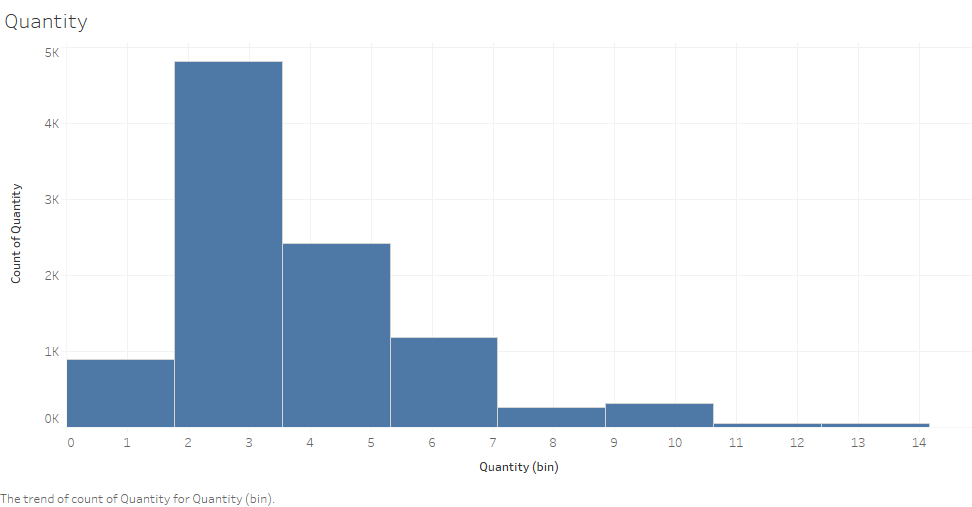 Quantity
5K
4K
3K
2K
1K
0K
Count of Quantity
0 1 2 3 4 5 6 7 8 9 10 11 12 13 14
Quantity (bin)
The trend of count of Quantity for Quantity (bin).